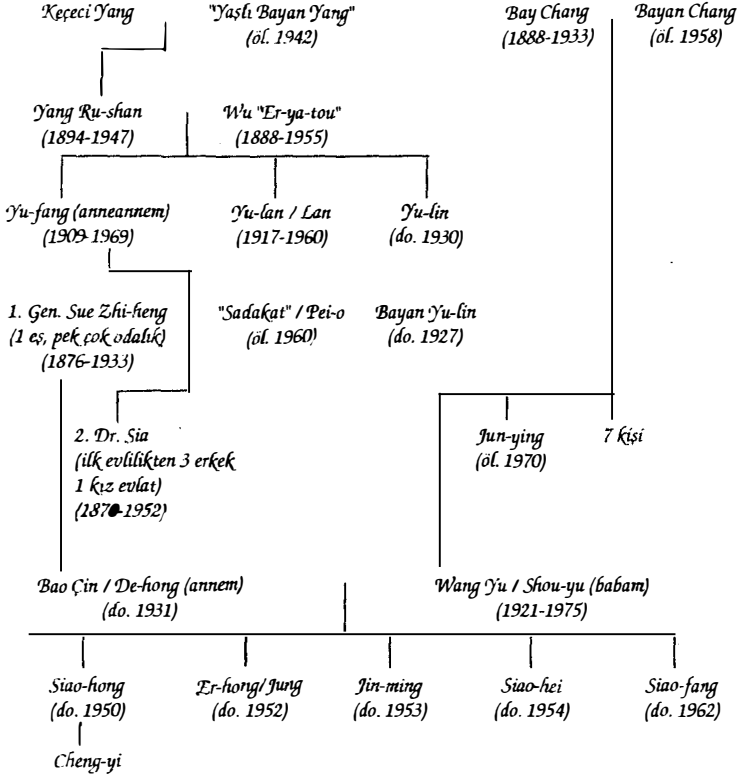 Keçeci Yang
"Yaşlı Bayan Yang"
(öl. 1942)
Bay Chang
(1888-1933)
Bayan Chang
(öl. 1958)
Yang Ru-shan
(1894-1947)
Wu "Er-ya-tou"
(1888-1955)
Yu-fang (anneannem)
(1909-1969)
Yu-lan / Lan
(1917-1960)
Yu-lin
(do. 1930)
1. Gen. Sue Zhi-heng
(1 eş, pek çok odalık)
(1876-1933)
"Sadakat" / Pei-o
(öl. 1960)
Bayan Yu-lin
(do. 1927)
2. Dr. Sia
(ilk evlilikten 3 erkek
1 kız evlat)
(1870-1952)
Jun-ying
(öl. 1970)
7 kişi
Bao Çin / De-hong (annem)
(do. 1931)
Wang Yu / Shou-yu (babam)
(1921-1975)
Siao-hong
(do. 1950)
Er-hong/Jung
(do. 1952)
Jin-ming
(do. 1953)
Siao-hei
(do. 1954)
Siao-fang
(do. 1962)
Cheng-yi